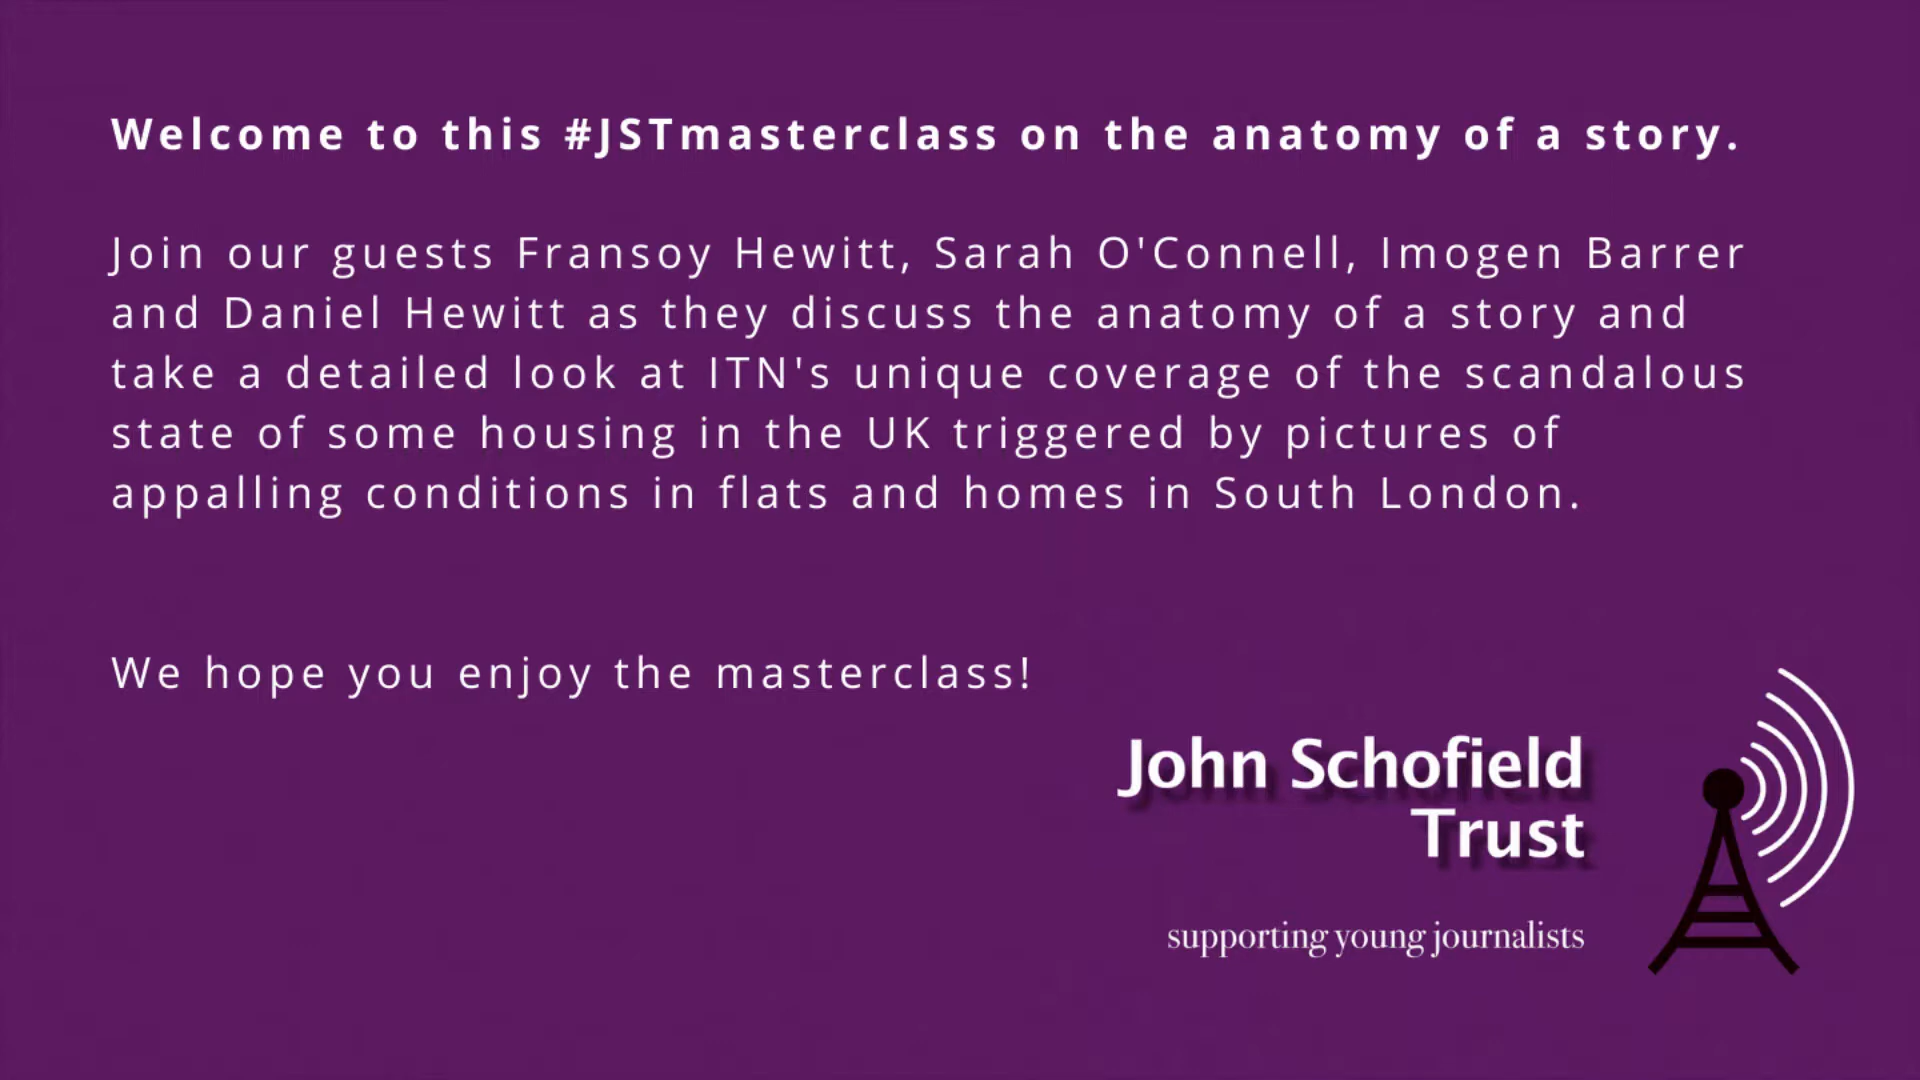 Welcome to this #JSTmasterclass on the anatomy of a story.
Join our guests Fransoy Hewitt, Sarah O'Connell, Imogen Barrer
and Daniel Hewitt as they discuss the anatomy of a story and
take a detailed look at ITN's unique coverage of the scandalous
state of some housing in the UK triggered by pictures of
appalling conditions in flats and homes in South London.
We hope you enjoy the masterclass!
John Schofield
Trust
supporting young journalists